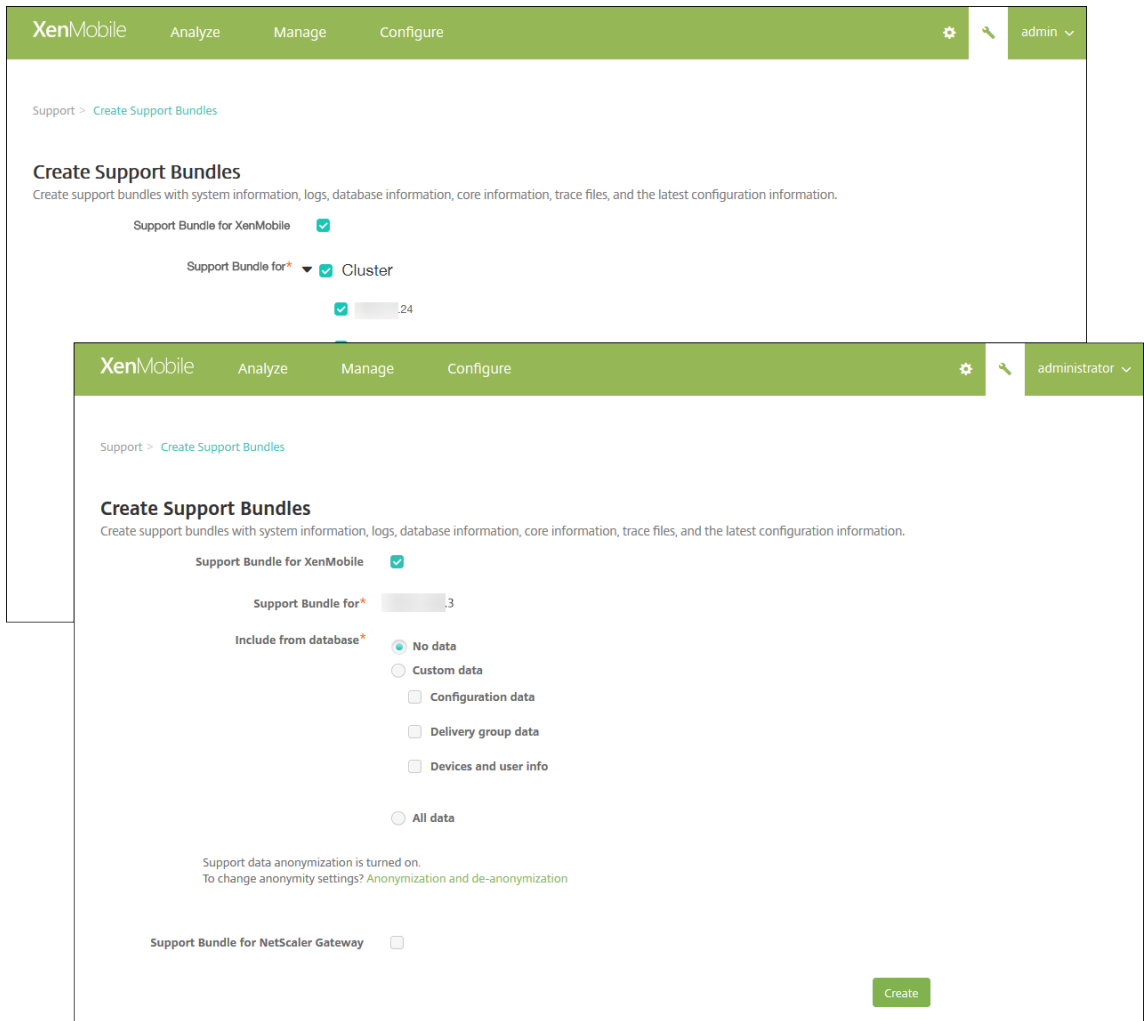 XenMobile Analyze Manage Configure admin
Support > Create Support Bundles
Create Support Bundles
Create support bundles with system information, logs, database information, core information, trace files, and the latest configuration information.
Support Bundle for XenMobile
Support Bundle for* Cluster
.24
XenMobile Analyze Manage Configure administrator
Support > Create Support Bundles
Create Support Bundles
Create support bundles with system information, logs, database information, core information, trace files, and the latest configuration information.
Support Bundle for XenMobile
Support Bundle for* .3
Include from database* No data
Custom data
Configuration data
Delivery group data
Devices and user info
All data
Support data anonymization is turned on.
To change anonymity settings? Anonymization and de-anonymization
Support Bundle for NetScaler Gateway
Create